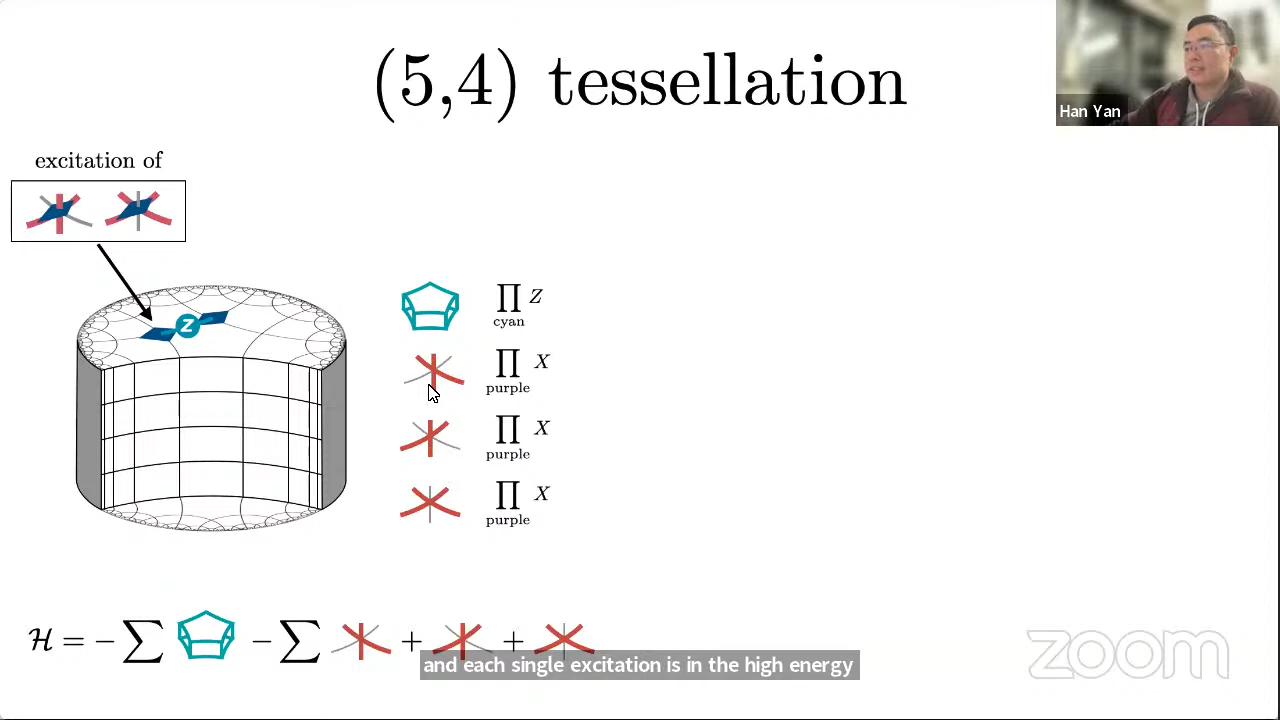 (5,4) tessellation
Han Yan
excitation of
Z
∏ Z
cyan
∏ X
purple
∏ X
purple
∏ X
purple
ℋ = − ∑ − ∑ + +
and each single excitation is in the high energy
zoom